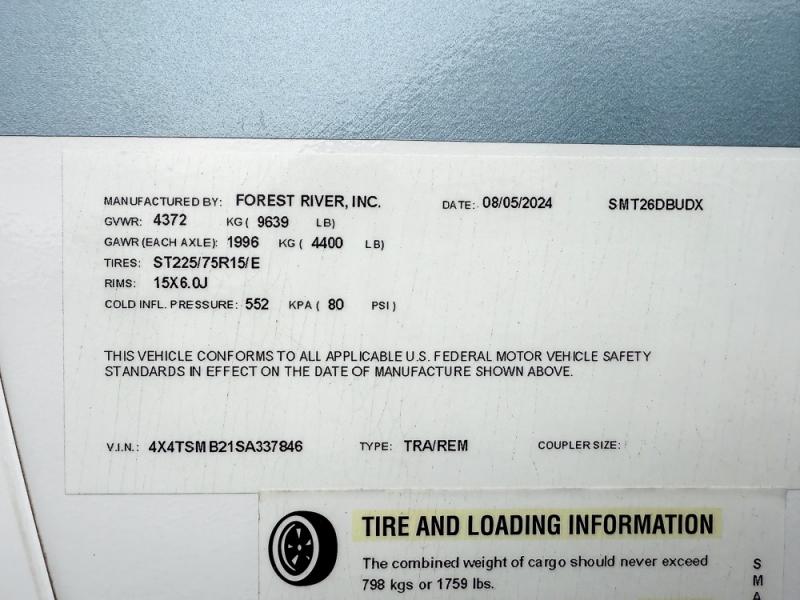 MANUFACTURED BY: FOREST RIVER, INC. DATE: 08/05/2024 SMT26DBUDX
GVWR: 4372 KG ( 9639 LB)
GAWR (EACH AXLE): 1996 KG ( 4400 LB)
TIRES: ST225/75R15/E
RIMS: 15X6.0J
COLD INFL. PRESSURE: 552 KPA ( 80 PSI )
THIS VEHICLE CONFORMS TO ALL APPLICABLE U.S. FEDERAL MOTOR VEHICLE SAFETY
STANDARDS IN EFFECT ON THE DATE OF MANUFACTURE SHOWN ABOVE.
V.I.N.: 4X4TSMB21SA337846 TYPE: TRA/REM COUPLER SIZE:
TIRE AND LOADING INFORMATION
The combined weight of cargo should never exceed
798 kgs or 1759 lbs.
S
M
A